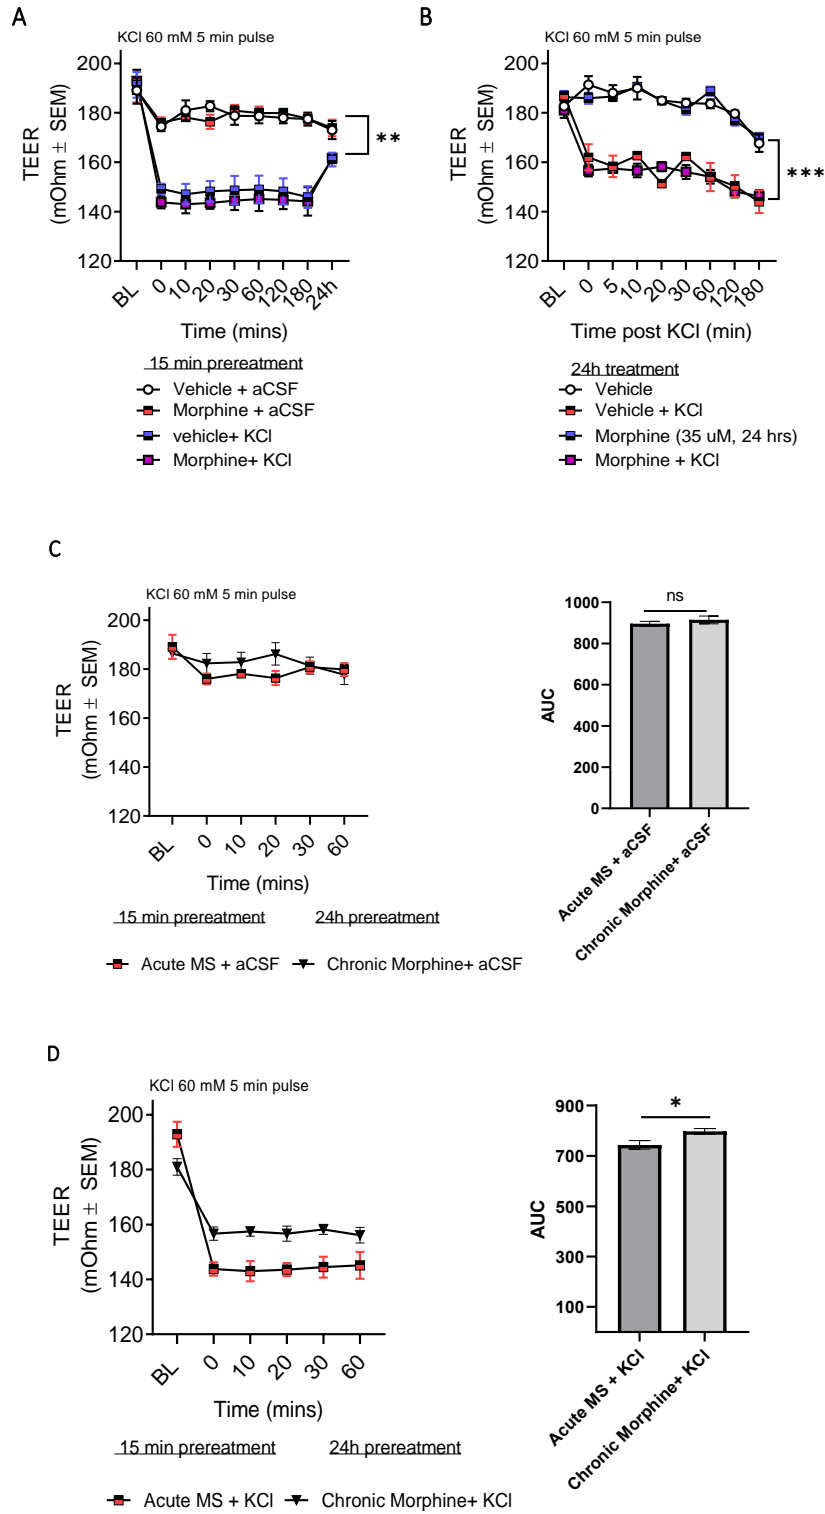 A
KCl 60 mM 5 min pulse
TEER
(mOhm ± SEM)
200
180
160
140
120
**
BL 0 10 20 30 60 120 180 24h
Time (mins)
15 min prereatment
Vehicle + aCSF
Morphine + aCSF
vehicle+ KCl
Morphine+ KCl
B
KCl 60 mM 5 min pulse
TEER
(mOhm ± SEM)
200
180
160
140
120
***
BL 0 5 10 20 30 60 120 180
Time post KCl (min)
24h treatment
Vehicle
Vehicle + KCl
Morphine (35 uM, 24 hrs)
Morphine + KCl
C
KCl 60 mM 5 min pulse
TEER
(mOhm ± SEM)
200
180
160
140
120
BL 0 10 20 30 60
Time (mins)
15 min prereatment 24h prereatment
Acute MS + aCSF Chronic Morphine+ aCSF
ns
AUC
1000
800
600
400
200
0
Acute MS + aCSF
Chronic Morphine+ aCSF
D
KCl 60 mM 5 min pulse
TEER
(mOhm ± SEM)
200
180
160
140
120
BL 0 10 20 30 60
Time (mins)
15 min prereatment 24h prereatment
Acute MS + KCl Chronic Morphine+ KCl
*
AUC
900
700
500
300
100
Acute MS + KCl
Chronic Morphine+ KCl